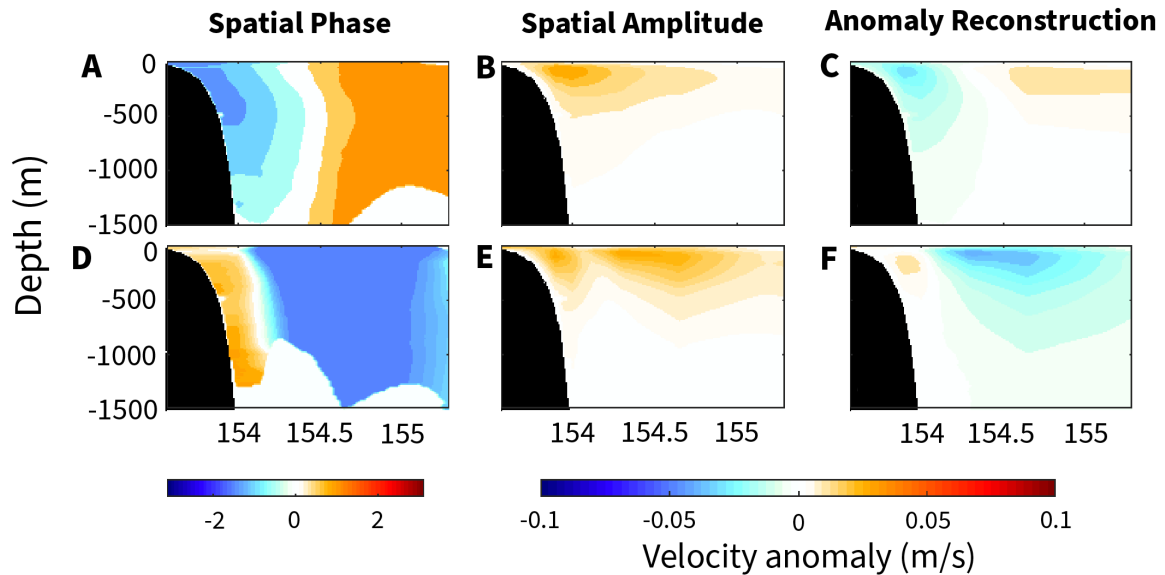 Spatial Phase Spatial Amplitude Anomaly Reconstruction
A B C
0
-500
-1000
-1500
Depth (m)
D E F
0
-500
-1000
-1500
154 154.5 155 154 154.5 155 154 154.5 155
-2 0 2 -0.1 -0.05 0 0.05 0.1
Velocity anomaly (m/s)